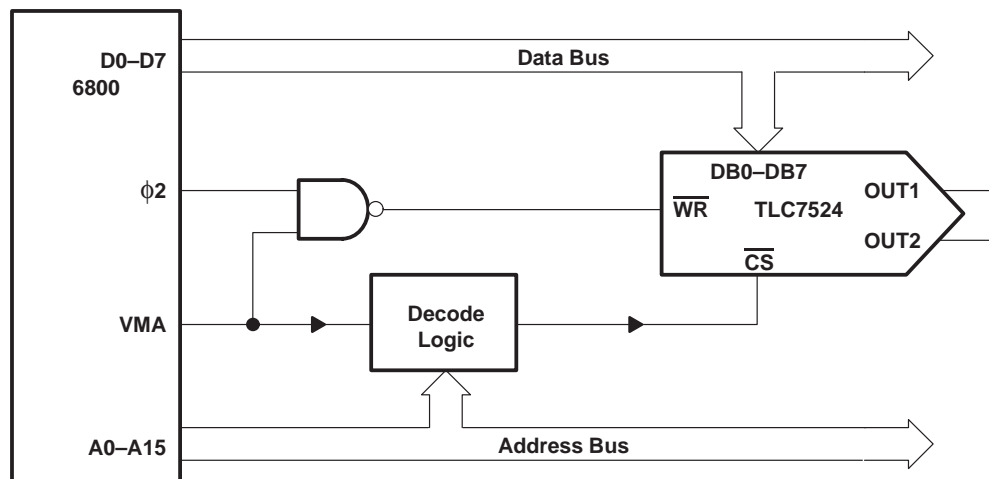 D0–D7
6800
Data Bus
ϕ2
DB0–DB7
WR
TLC7524
OUT1
OUT2
CS
VMA
Decode
Logic
A0–A15
Address Bus